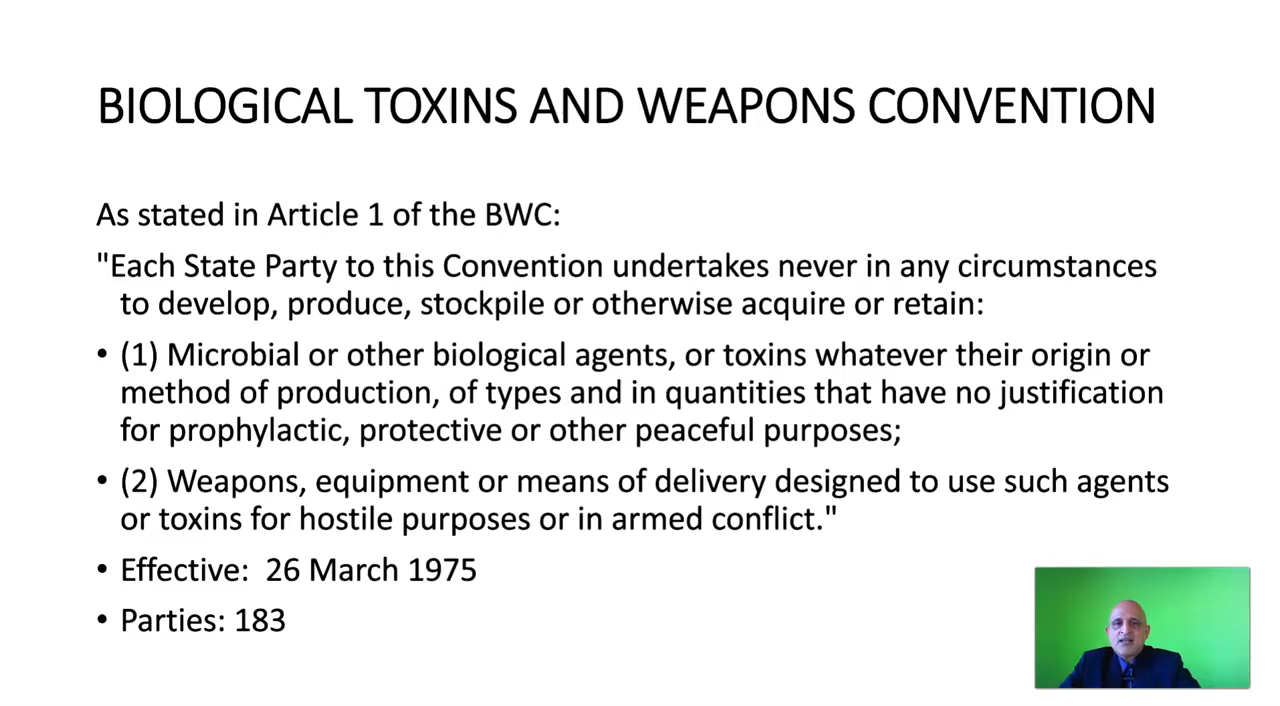 BIOLOGICAL TOXINS AND WEAPONS CONVENTION
As stated in Article 1 of the BWC:
"Each State Party to this Convention undertakes never in any circumstances
to develop, produce, stockpile or otherwise acquire or retain:
• (1) Microbial or other biological agents, or toxins whatever their origin or
method of production, of types and in quantities that have no justification
for prophylactic, protective or other peaceful purposes;
• (2) Weapons, equipment or means of delivery designed to use such agents
or toxins for hostile purposes or in armed conflict."
• Effective:  26 March 1975
• Parties: 183